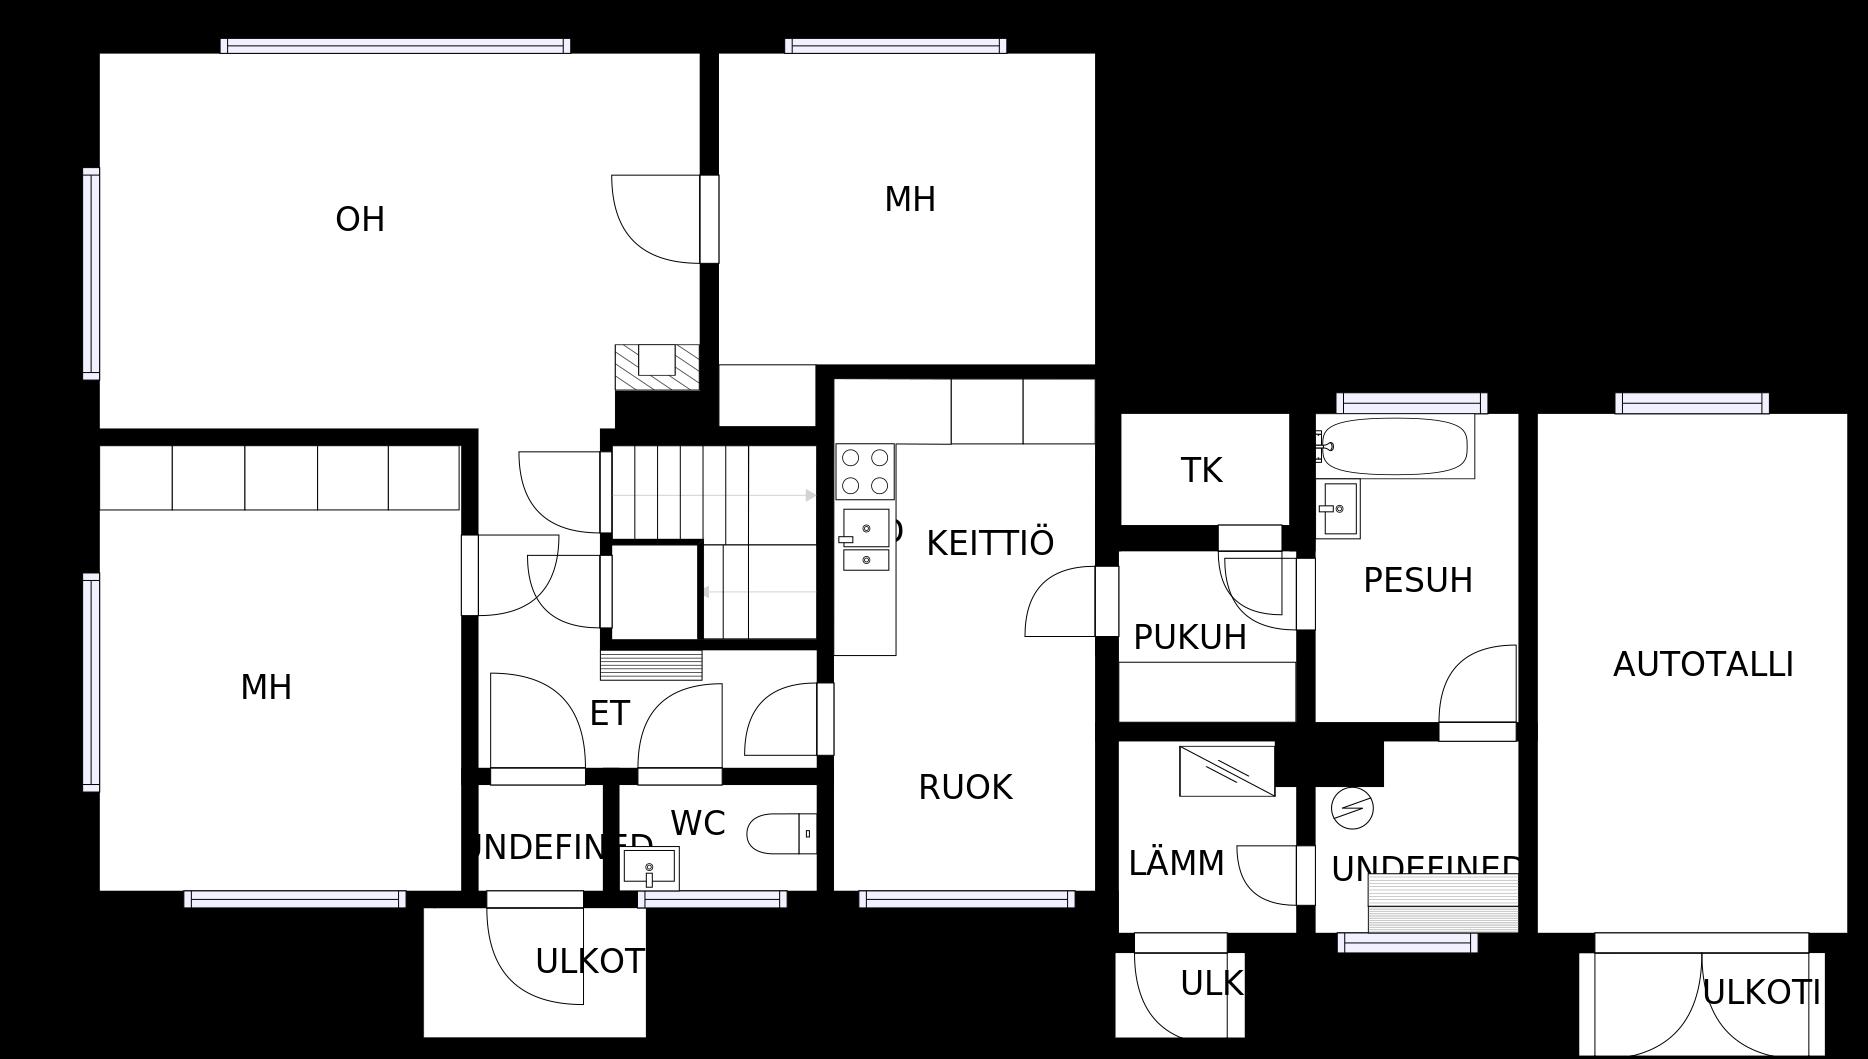 OH
MH
TK
KEITTIÖ
PESUH
PUKUH
AUTOTALLI
MH
ET
RUOK
WC
UNDEFINED
LÄMM
UNDEFINED
ULKOT
ULK
ULKOTI